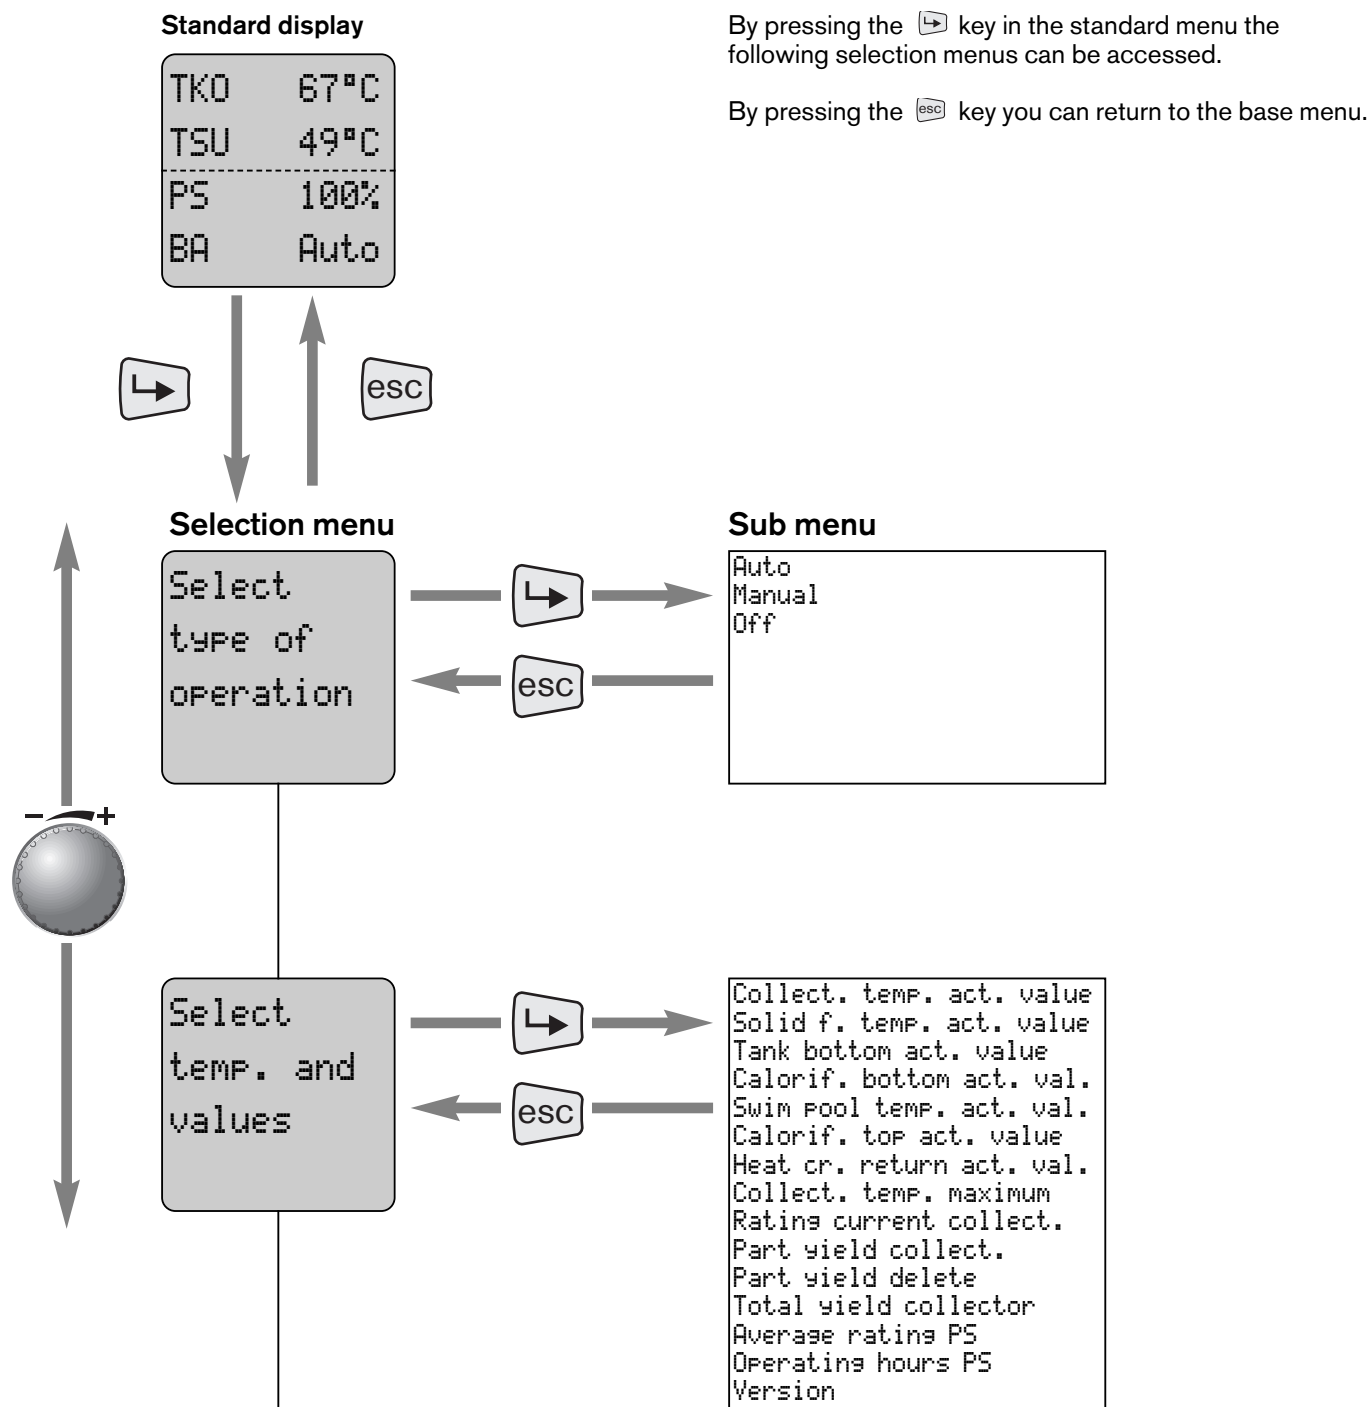 Standard display
By pressing the key in the standard menu the
following selection menus can be accessed.
By pressing the esc key you can return to the base menu.
TKO 67°C
TSU 49°C
PS 100%
BA Auto
esc
Selection menu
Sub menu
Select
type of
operation
esc
Auto
Manual
Off
- +
Select
temp. and
values
esc
Collect. temp. act. value
Solid f. temp. act. value
Tank bottom act. value
Calorif. bottom act. val.
Swim pool temp. act. val.
Calorif. top act. value
Heat cr. return act. val.
Collect. temp. maximum
Rating current collect.
Part yield collect.
Part yield delete
Total yield collector
Average rating PS
Operating hours PS
Version